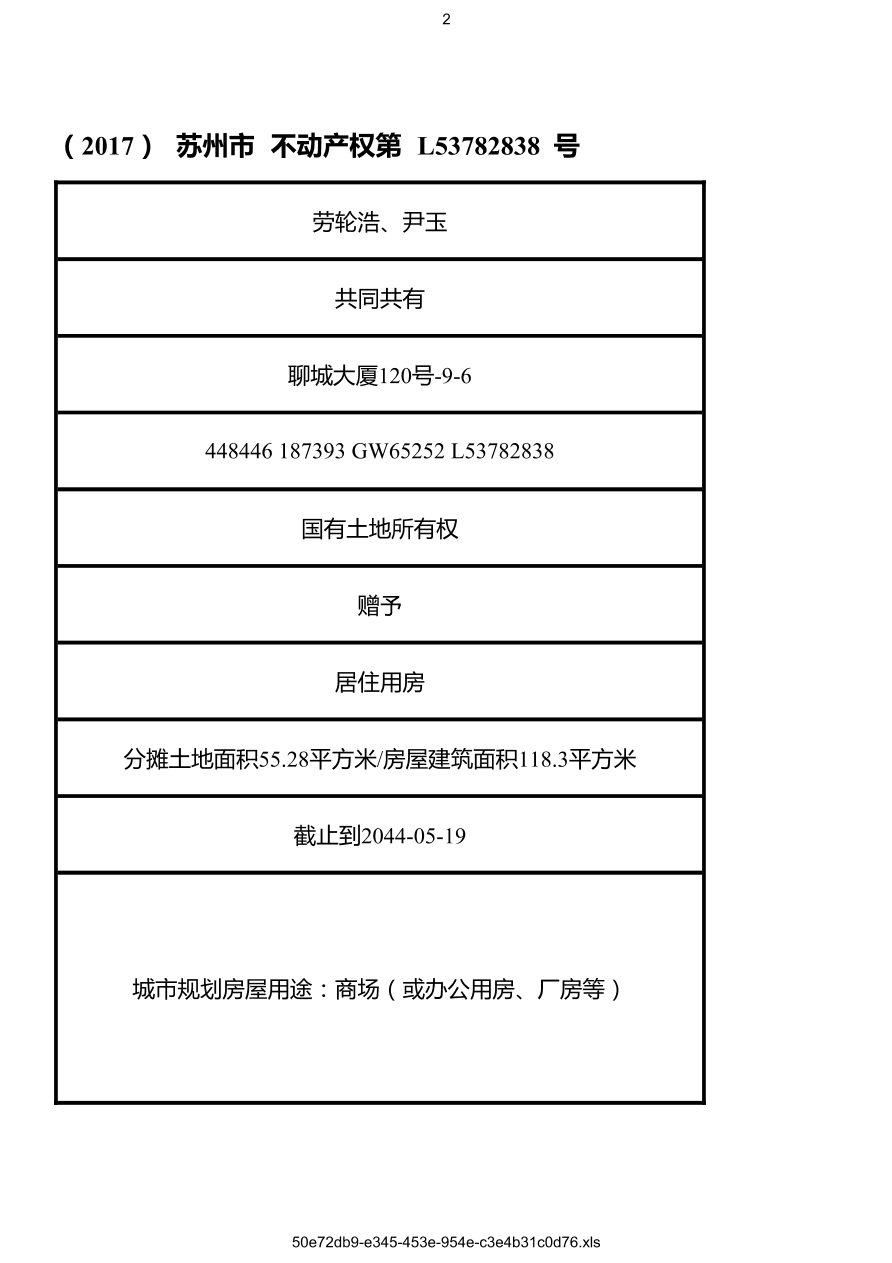 2
（2017） 苏州市 不动产权第 L53782838 号
劳轮浩、尹玉
共同共有
聊城大厦120号-9-6
448446 187393 GW65252 L53782838
国有土地所有权
赠予
居住用房
分摊土地面积55.28平方米/房屋建筑面积118.3平方米
截止到2044-05-19
城市规划房屋用途：商场（或办公用房、厂房等）
50e72db9-e345-453e-954e-c3e4b31c0d76.xls